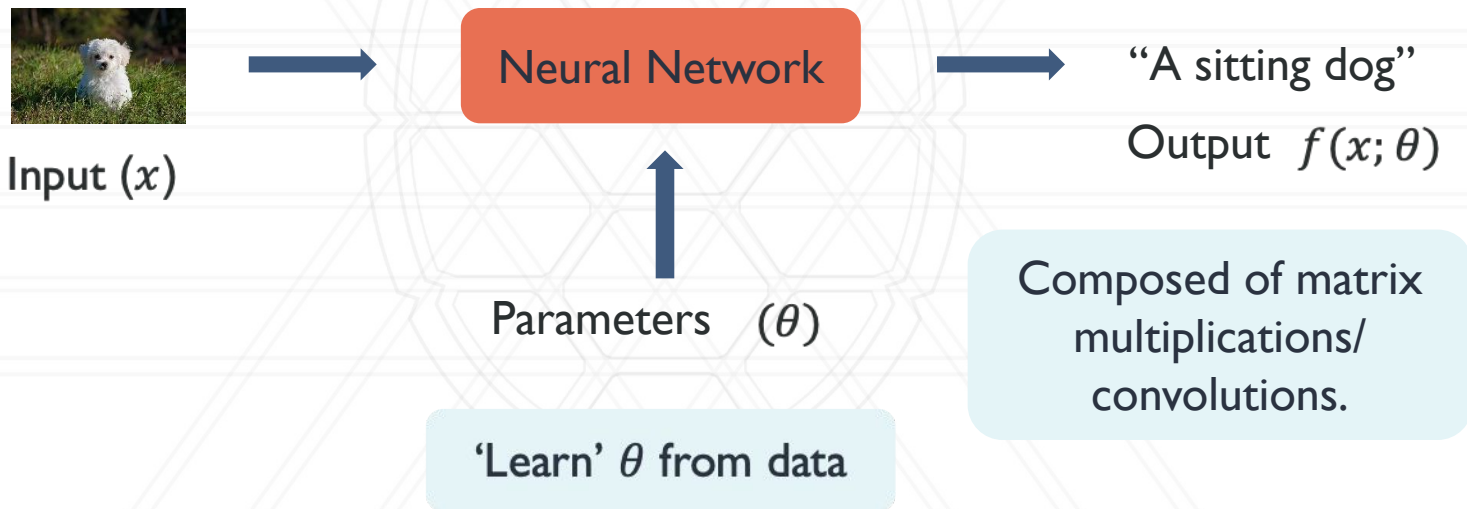 Neural Network
“A sitting dog”
Input (x)
Output f(x; θ)
Parameters (θ)
Composed of matrix
multiplications/
convolutions.
‘Learn’ θ from data